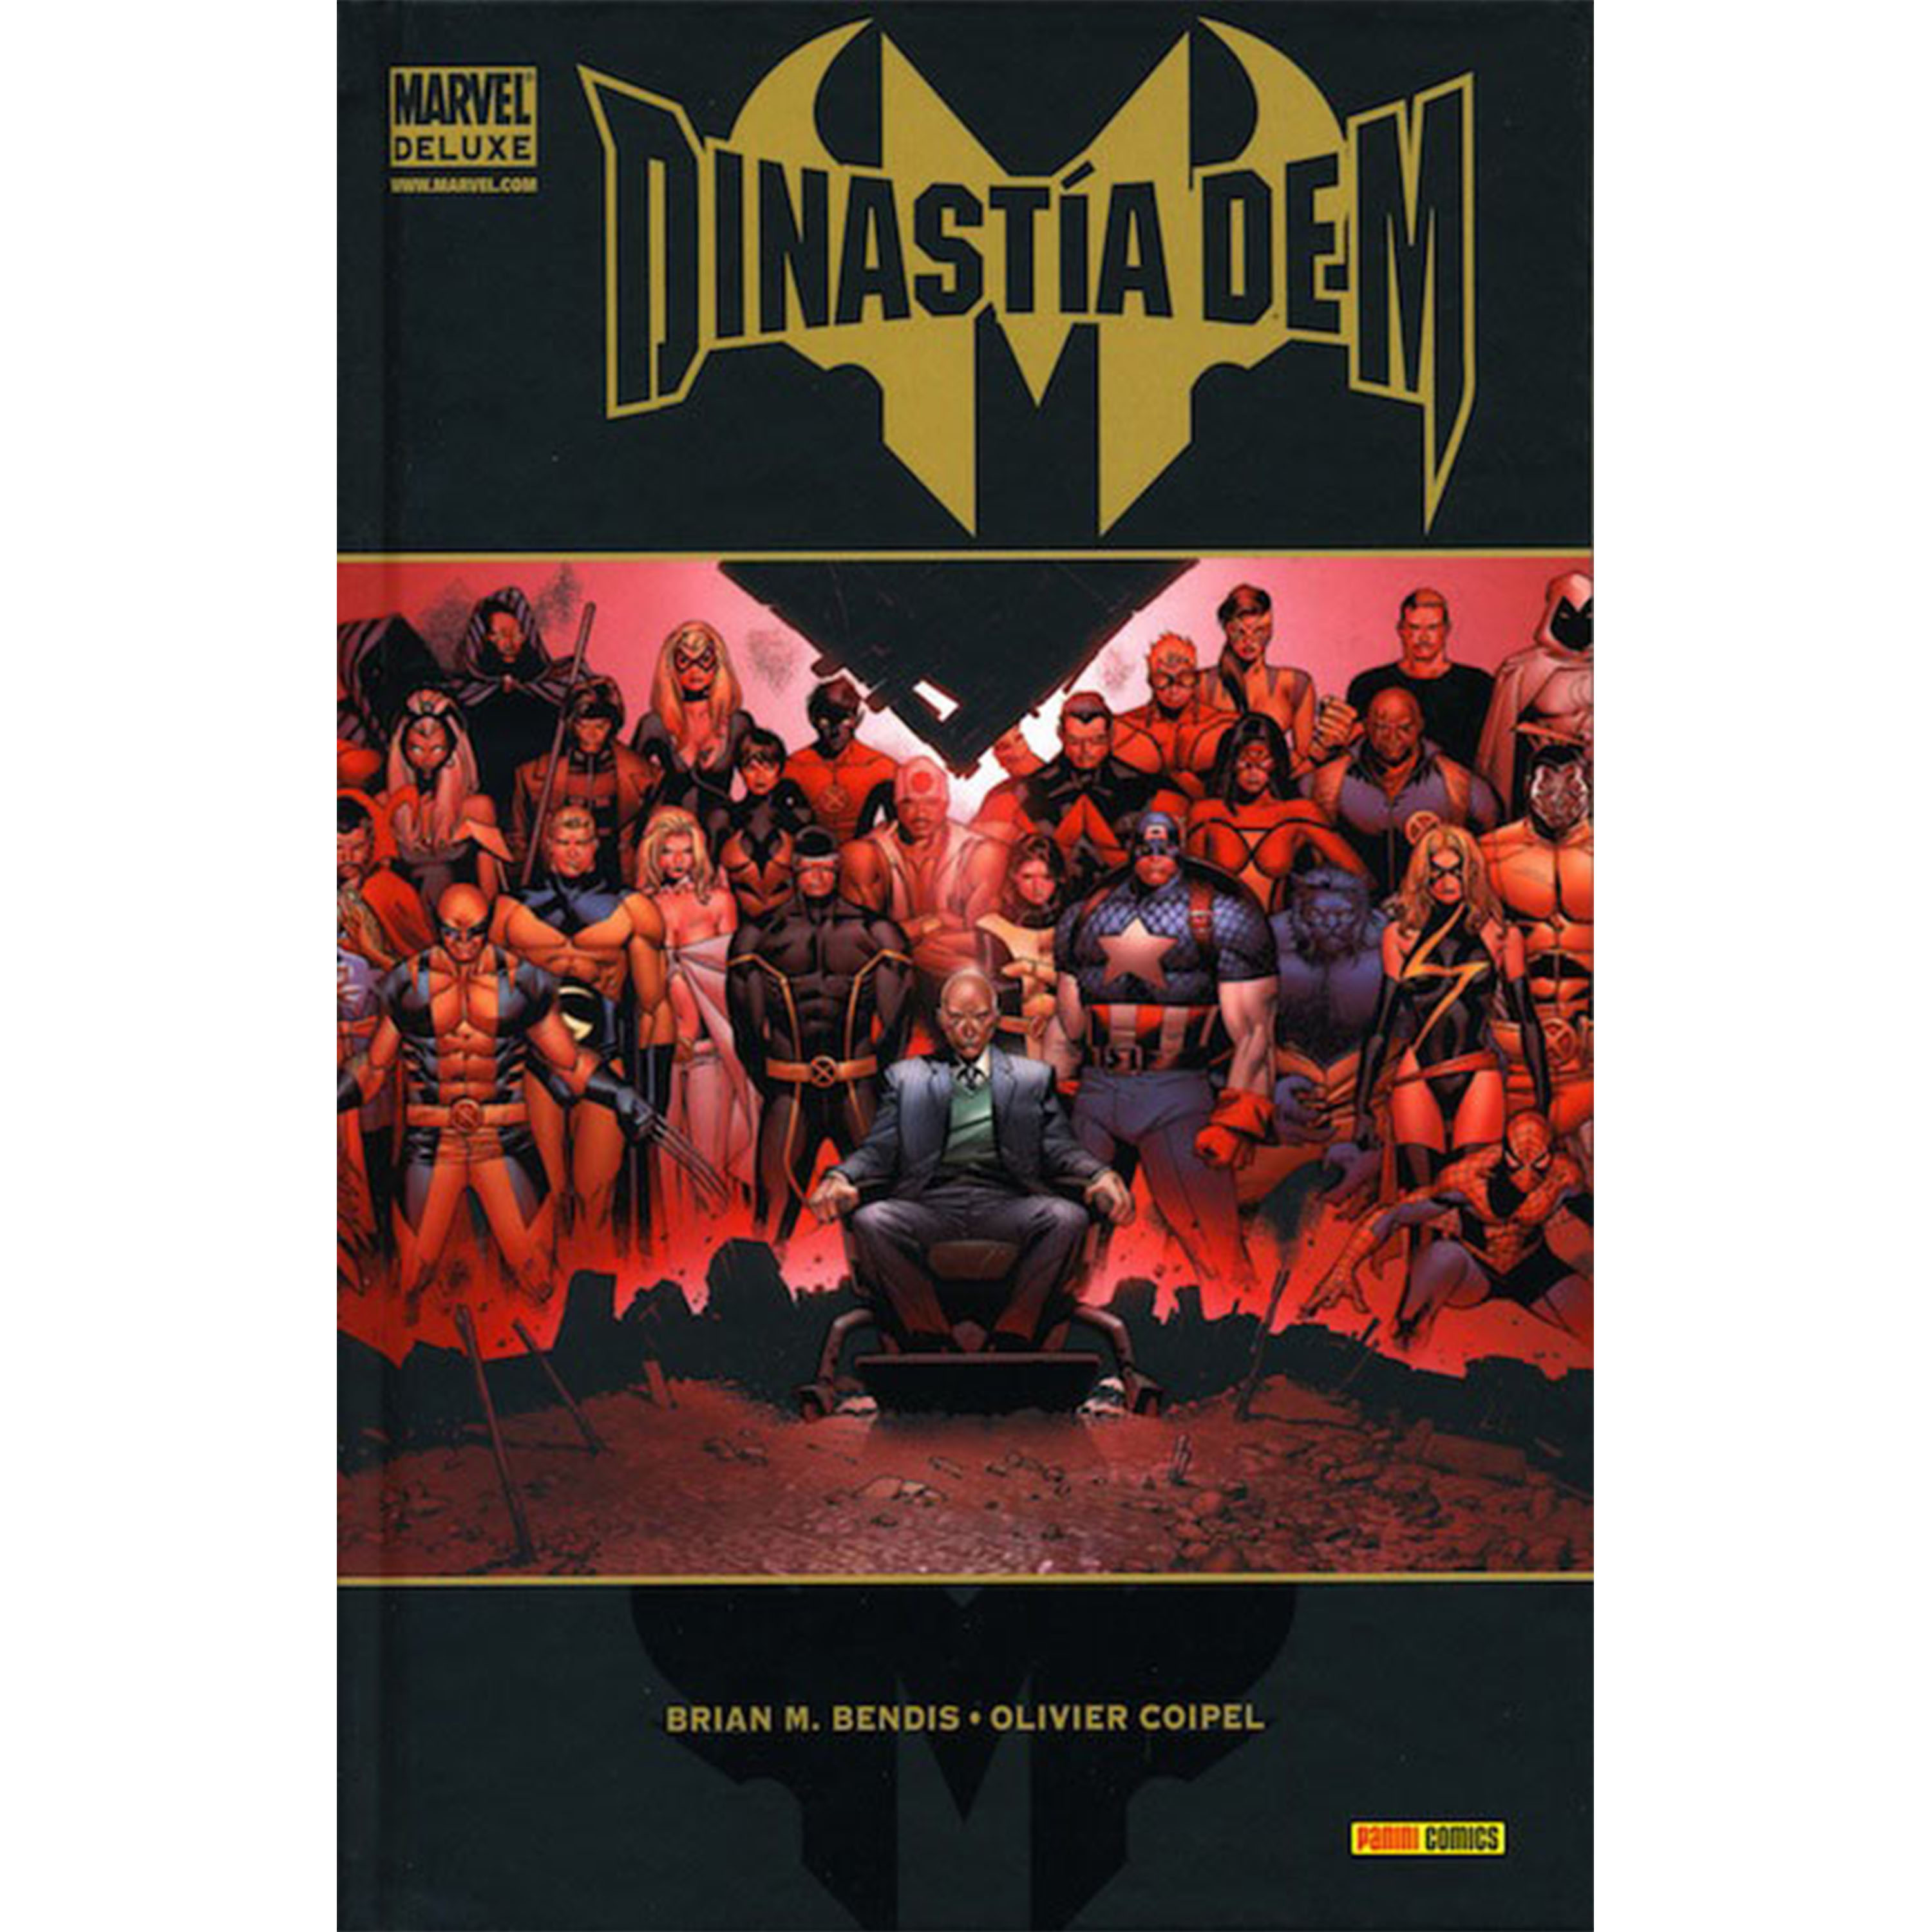 MARVEL
DELUXE
WWW.MARVEL.COM
DINASTÍA DE M
BRIAN M. BENDIS • OLIVIER COIPEL
PANINI COMICS